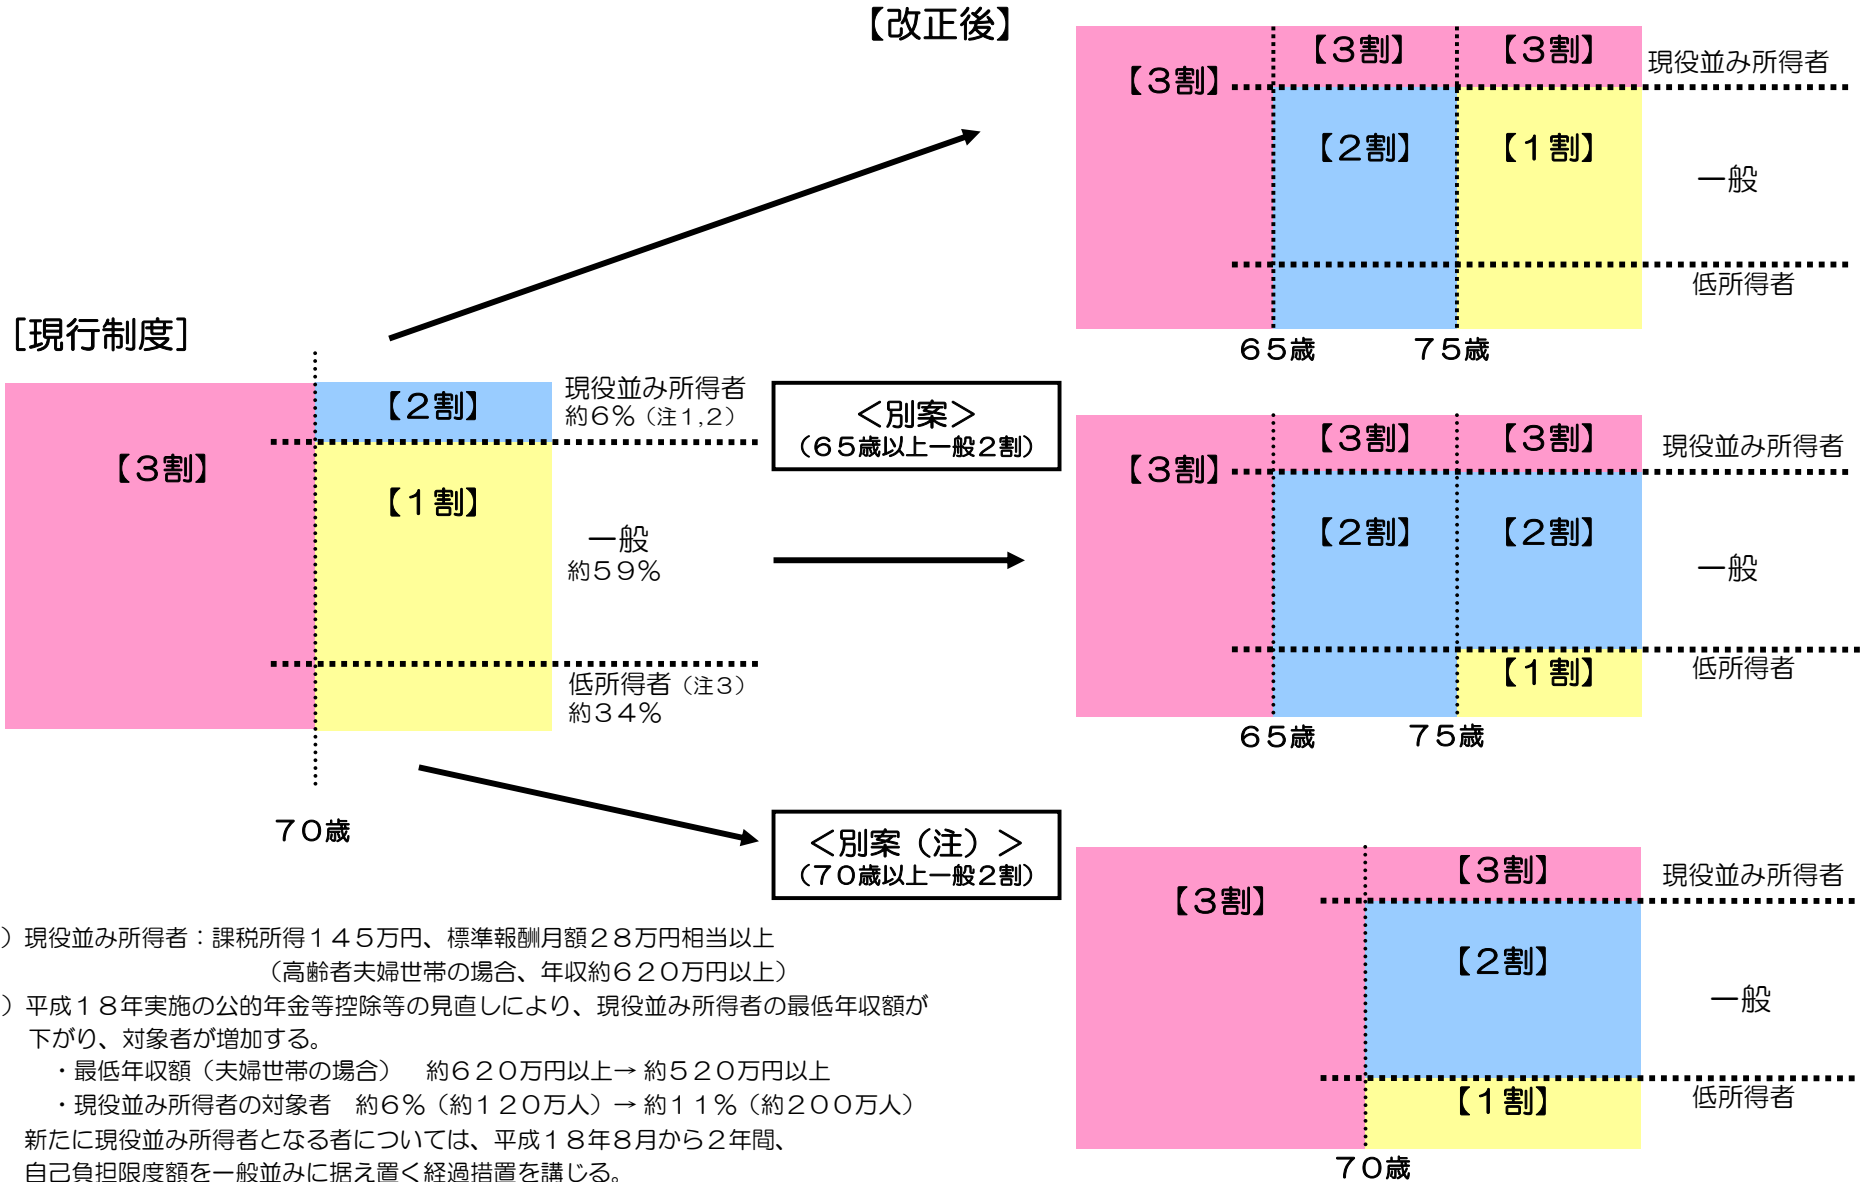 【改正後】
【３割】
【３割】
【３割】
現役並み所得者
【２割】
【１割】
一般
低所得者
６５歳
７５歳
[現行制度]
【３割】
【２割】
現役並み所得者
約６％（注１,２）
【１割】
一般
約５９％
低所得者（注３）
約３４％
７０歳
＜別案＞
（６５歳以上一般２割）
【３割】
【３割】
【３割】
現役並み所得者
【２割】
【２割】
一般
【１割】
低所得者
６５歳
７５歳
＜別案（注）＞
（７０歳以上一般２割）
【３割】
【３割】
現役並み所得者
【２割】
一般
【１割】
低所得者
７０歳
）現役並み所得者：課税所得１４５万円、標準報酬月額２８万円相当以上
（高齢者夫婦世帯の場合、年収約６２０万円以上）
）平成１８年実施の公的年金等控除等の見直しにより、現役並み所得者の最低年収額が
下がり、対象者が増加する。
・最低年収額（夫婦世帯の場合）　約６２０万円以上→ 約５２０万円以上
・現役並み所得者の対象者　約６％（約１２０万人）→ 約１１％（約２００万人）
新たに現役並み所得者となる者については、平成１８年８月から２年間、
自己負担限度額を一般並みに据え置く経過措置を講じる。